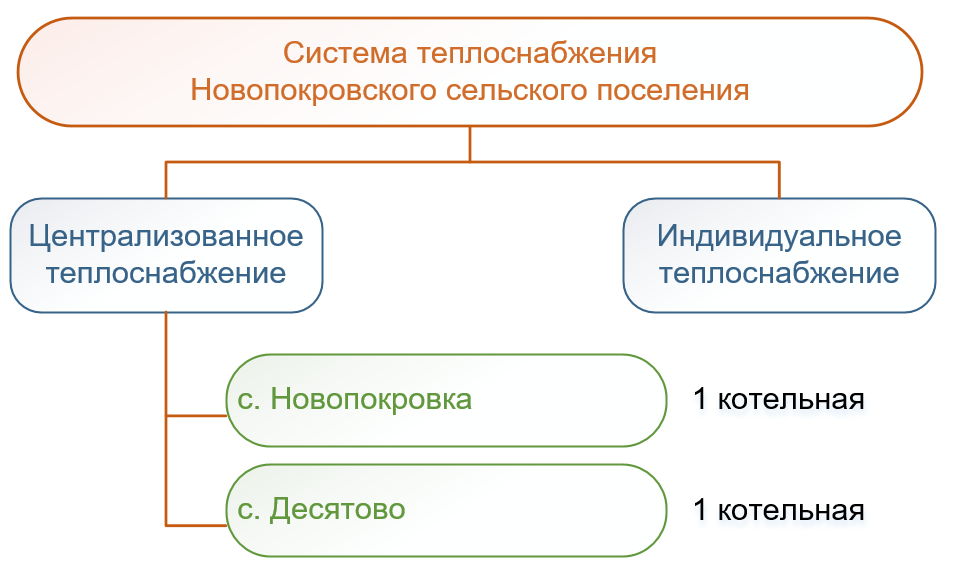 Система теплоснабжения
Новопокровского сельского поселения
Централизованное
теплоснабжение
Индивидуальное
теплоснабжение
с. Новопокровка
1 котельная
с. Десятово
1 котельная